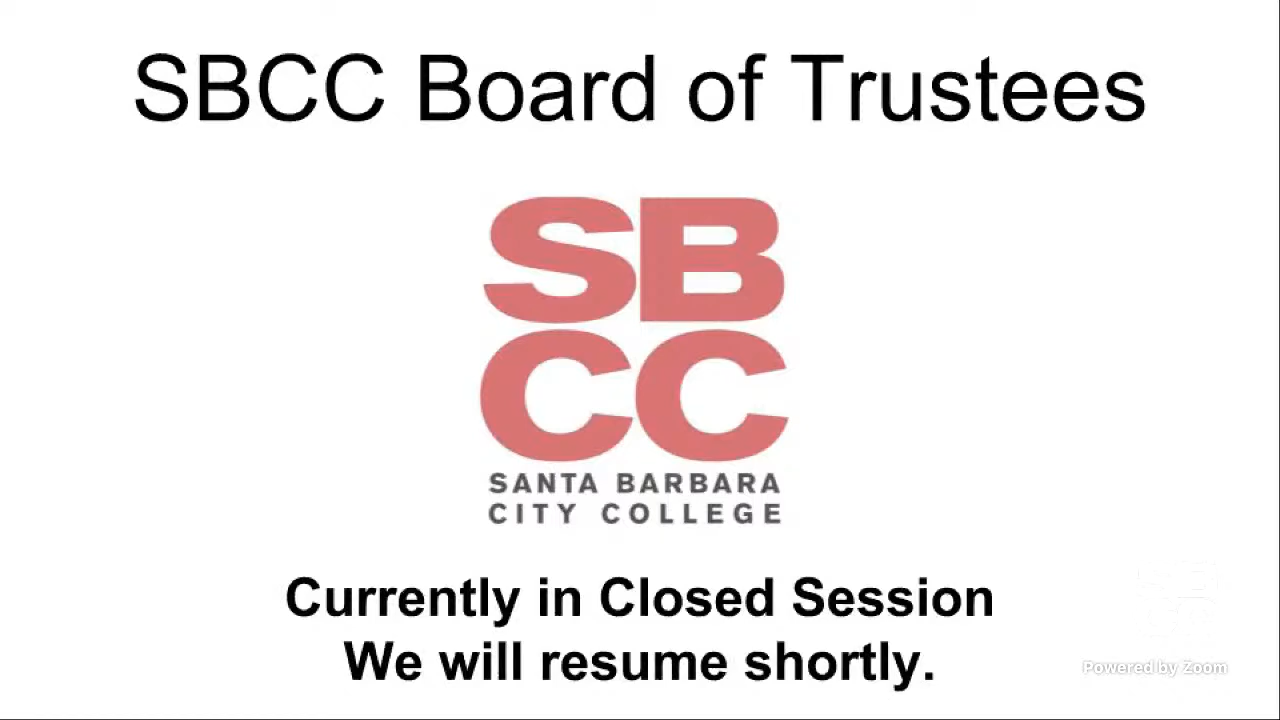 SBCC Board of Trustees
SB
CC
SANTA BARBARA
CITY COLLEGE
Currently in Closed Session
We will resume shortly.
Powered by Zoom